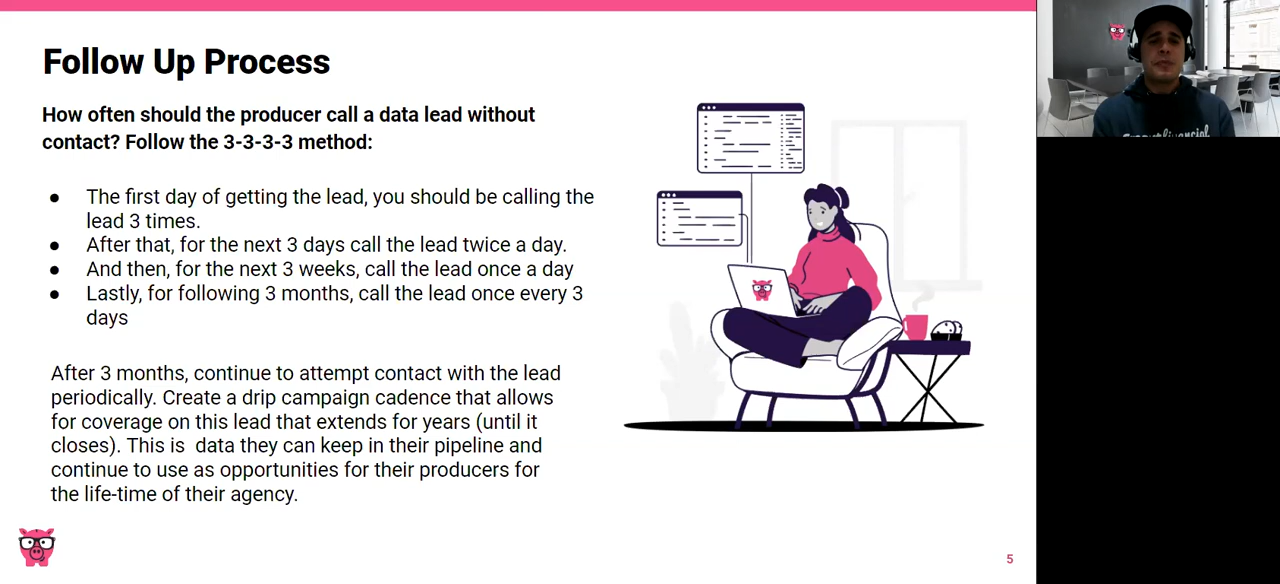 Follow Up Process
How often should the producer call a data lead without
contact? Follow the 3-3-3-3 method:
● The first day of getting the lead, you should be calling the
lead 3 times.
● After that, for the next 3 days call the lead twice a day.
● And then, for the next 3 weeks, call the lead once a day
● Lastly, for following 3 months, call the lead once every 3
days
After 3 months, continue to attempt contact with the lead
periodically. Create a drip campaign cadence that allows
for coverage on this lead that extends for years (until it
closes). This is  data they can keep in their pipeline and
continue to use as opportunities for their producers for
the life-time of their agency.
5